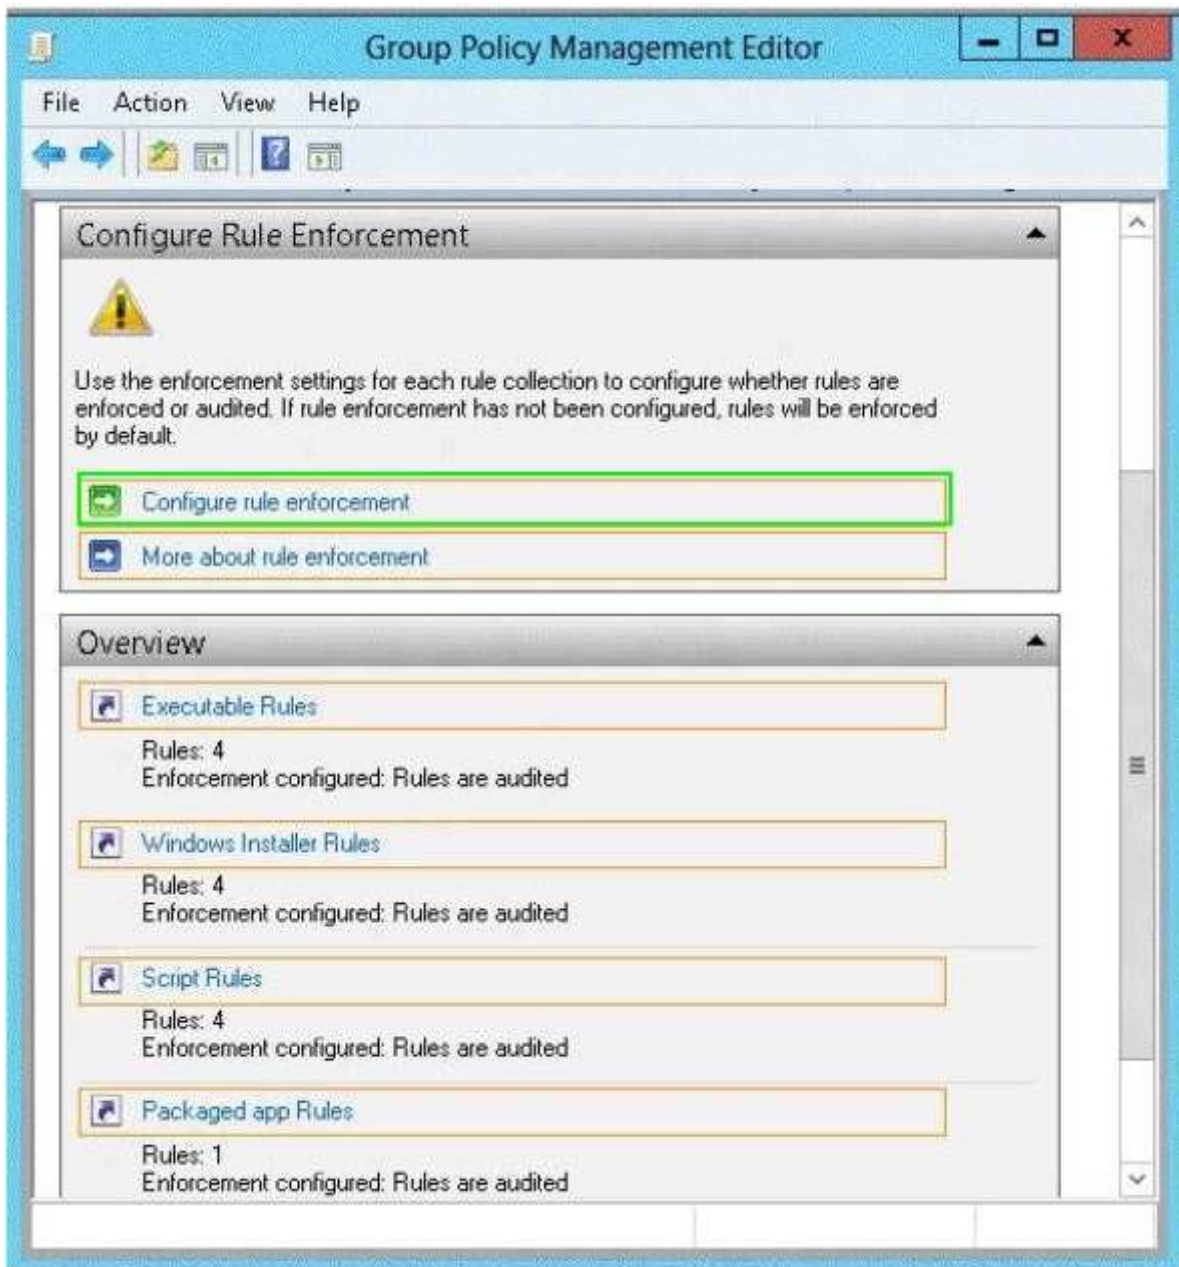 Group Policy Management Editor
File Action View Help
Configure Rule Enforcement
Use the enforcement settings for each rule collection to configure whether rules are
enforced or audited. If rule enforcement has not been configured, rules will be enforced
by default.
Configure rule enforcement
More about rule enforcement
Overview
Executable Rules
Rules: 4
Enforcement configured: Rules are audited
Windows Installer Rules
Rules: 4
Enforcement configured: Rules are audited
Script Rules
Rules: 4
Enforcement configured: Rules are audited
Packaged app Rules
Rules: 1
Enforcement configured: Rules are audited